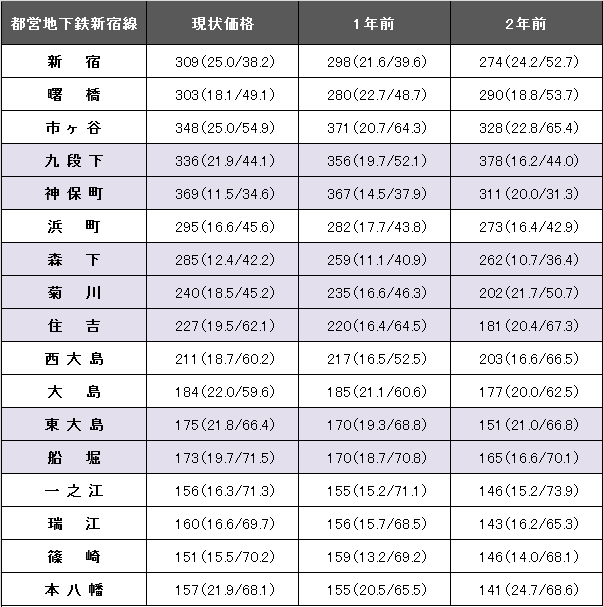 都営地下鉄新宿線 現状価格 1年前 2年前
新宿 309(25.0/38.2) 298(21.6/39.6) 274(24.2/52.7)
曙橋 303(18.1/49.1) 280(22.7/48.7) 290(18.8/53.7)
市ヶ谷 348(25.0/54.9) 371(20.7/64.3) 328(22.8/65.4)
九段下 336(21.9/44.1) 356(19.7/52.1) 378(16.2/44.0)
神保町 369(11.5/34.6) 367(14.5/37.9) 311(20.0/31.3)
浜町 295(16.6/45.6) 282(17.7/43.8) 273(16.4/42.9)
森下 285(12.4/42.2) 259(11.1/40.9) 262(10.7/36.4)
菊川 240(18.5/45.2) 235(16.6/46.3) 202(21.7/50.7)
住吉 227(19.5/62.1) 220(16.4/64.5) 181(20.4/67.3)
西大島 211(18.7/60.2) 217(16.5/52.5) 203(16.6/66.5)
大島 184(22.0/59.6) 185(21.1/60.6) 177(20.0/62.5)
東大島 175(21.8/66.4) 170(19.3/68.8) 151(21.0/66.8)
船堀 173(19.7/71.5) 170(18.7/70.8) 165(16.6/70.1)
一之江 156(16.3/71.3) 155(15.2/71.1) 146(15.2/73.9)
瑞江 160(16.6/69.7) 156(15.7/68.5) 143(16.2/65.3)
篠崎 151(15.5/70.2) 159(13.2/69.2) 146(14.0/68.1)
本八幡 157(21.9/68.1) 155(20.5/65.5) 141(24.7/68.6)